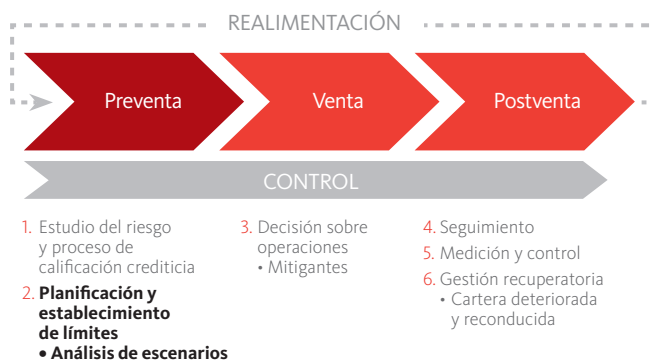 REALIMENTACIÓN
Preventa
Venta
Postventa
CONTROL
1. Estudio del riesgo
y proceso de
calificación crediticia
2. Planificación y
establecimiento
de límites
• Análisis de escenarios
3. Decisión sobre
operaciones
• Mitigantes
4. Seguimiento
5. Medición y control
6. Gestión recuperatoria
• Cartera deteriorada
y reconducida